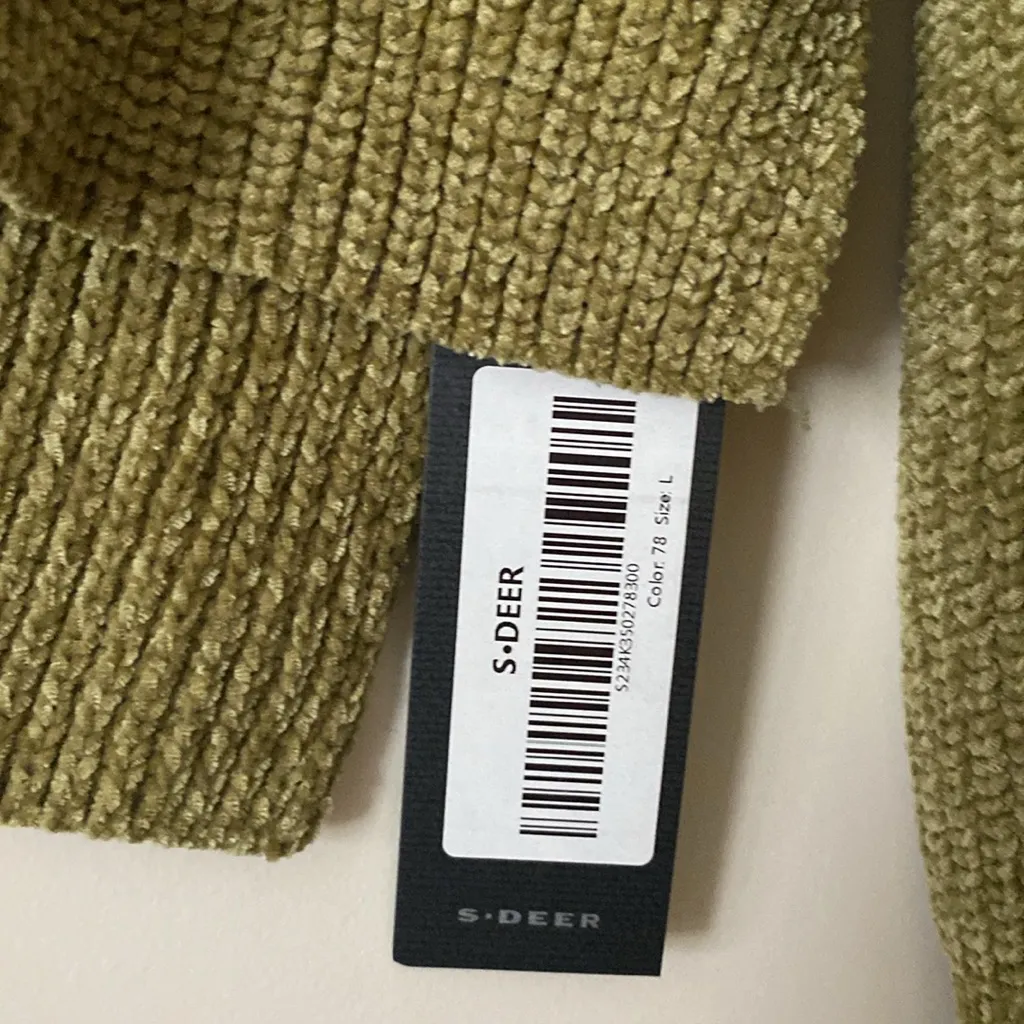 S·DEER
S234K350278300
Color: 78 Size: L
S·DEER